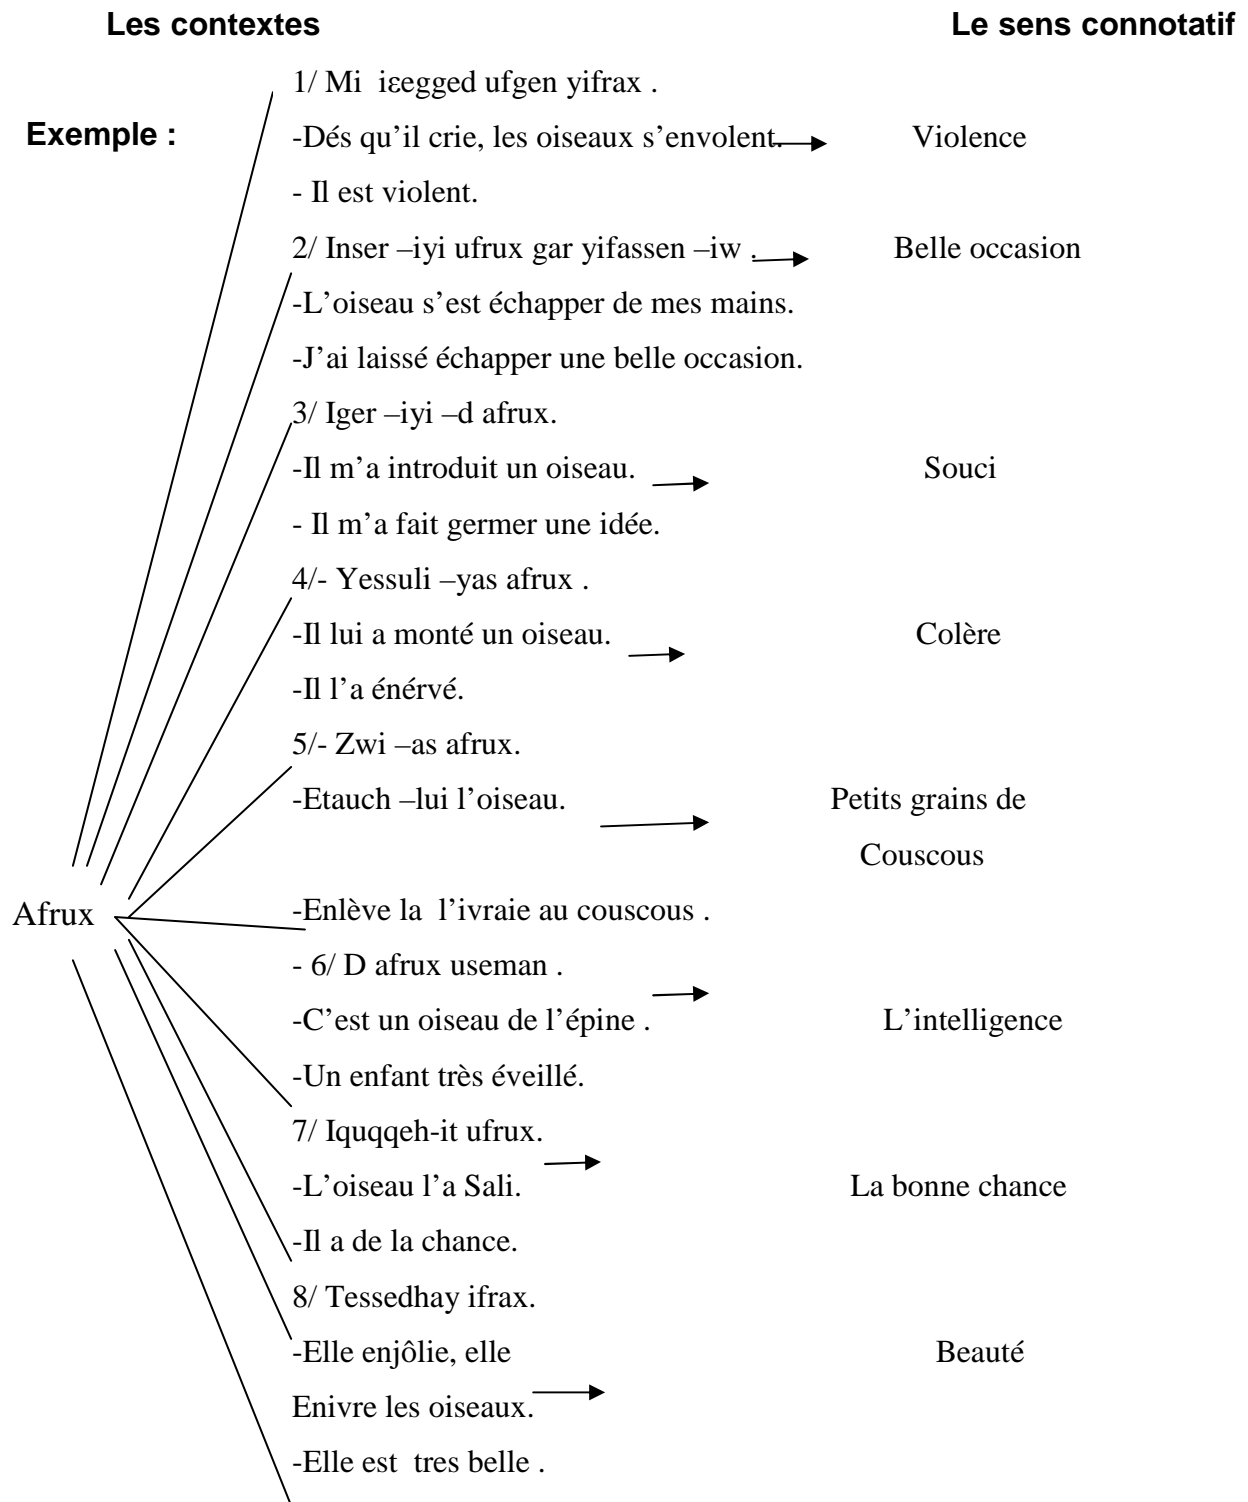 Les contextes Le sens connotatif
1/ Mi iɛegged ufgen yifrax .
Exemple : -Dés qu’il crie, les oiseaux s’envolent. Violence
- Il est violent.
2/ Inser –iyi ufrux gar yifassen –iw . Belle occasion
-L’oiseau s’est échapper de mes mains.
-J’ai laissé échapper une belle occasion.
3/ Iger –iyi –d afrux.
-Il m’a introduit un oiseau. Souci
- Il m’a fait germer une idée.
4/- Yessuli –yas afrux .
-Il lui a monté un oiseau. Colère
-Il l’a énérvé.
5/- Zwi –as afrux.
-Etauch –lui l’oiseau. Petits grains de
Couscous
Afrux -Enlève la l’ivraie au couscous .
- 6/ D afrux useman .
-C’est un oiseau de l’épine . L’intelligence
-Un enfant très éveillé.
7/ Iquqqeh-it ufrux.
-L’oiseau l’a Sali. La bonne chance
-Il a de la chance.
8/ Tessedhay ifrax.
-Elle enjôlie, elle Beauté
Enivre les oiseaux.
-Elle est tres belle .